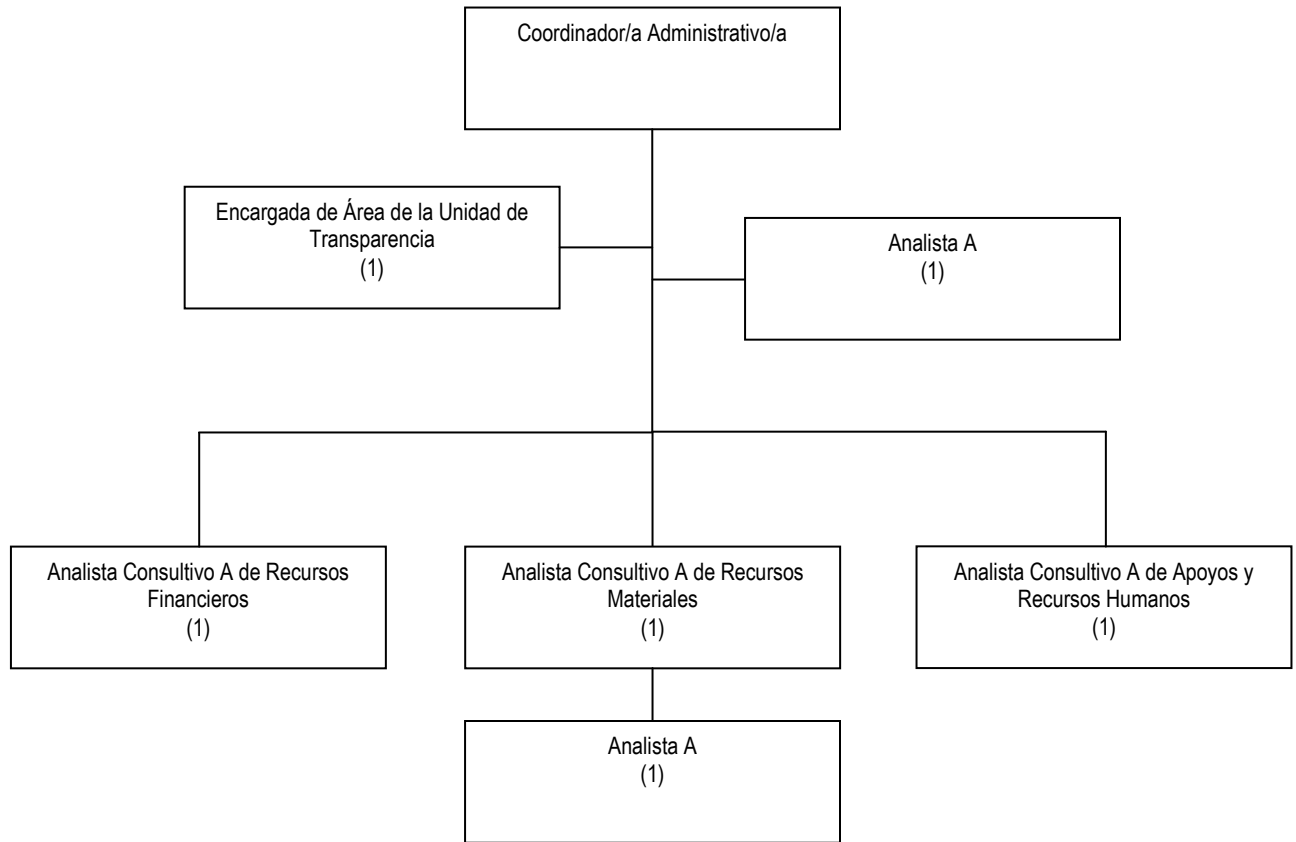 Coordinador/a Administrativo/a
Encargada de Área de la Unidad de
Transparencia
(1)
Analista A
(1)
Analista Consultivo A de Recursos
Financieros
(1)
Analista Consultivo A de Recursos
Materiales
(1)
Analista Consultivo A de Apoyos y
Recursos Humanos
(1)
Analista A
(1)